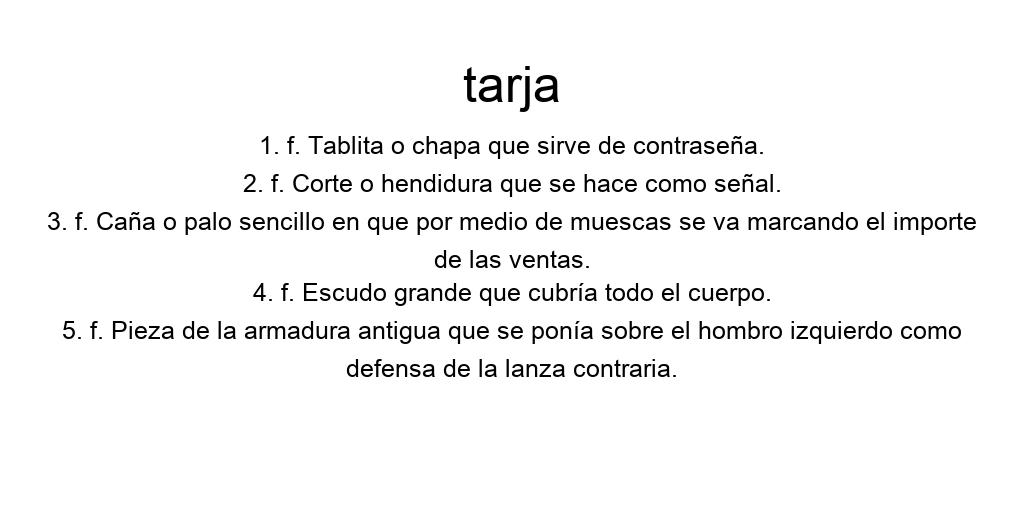 tarja
1. f. Tablita o chapa que sirve de contraseña.
2. f. Corte o hendidura que se hace como señal.
3. f. Caña o palo sencillo en que por medio de muescas se va marcando el importe
de las ventas.
4. f. Escudo grande que cubría todo el cuerpo.
5. f. Pieza de la armadura antigua que se ponía sobre el hombro izquierdo como
defensa de la lanza contraria.